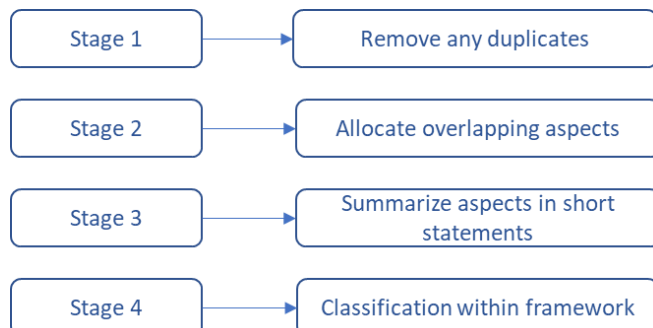 Stage 1
Remove any duplicates
Stage 2
Allocate overlapping aspects
Stage 3
Summarize aspects in short
statements
Stage 4
Classification within framework